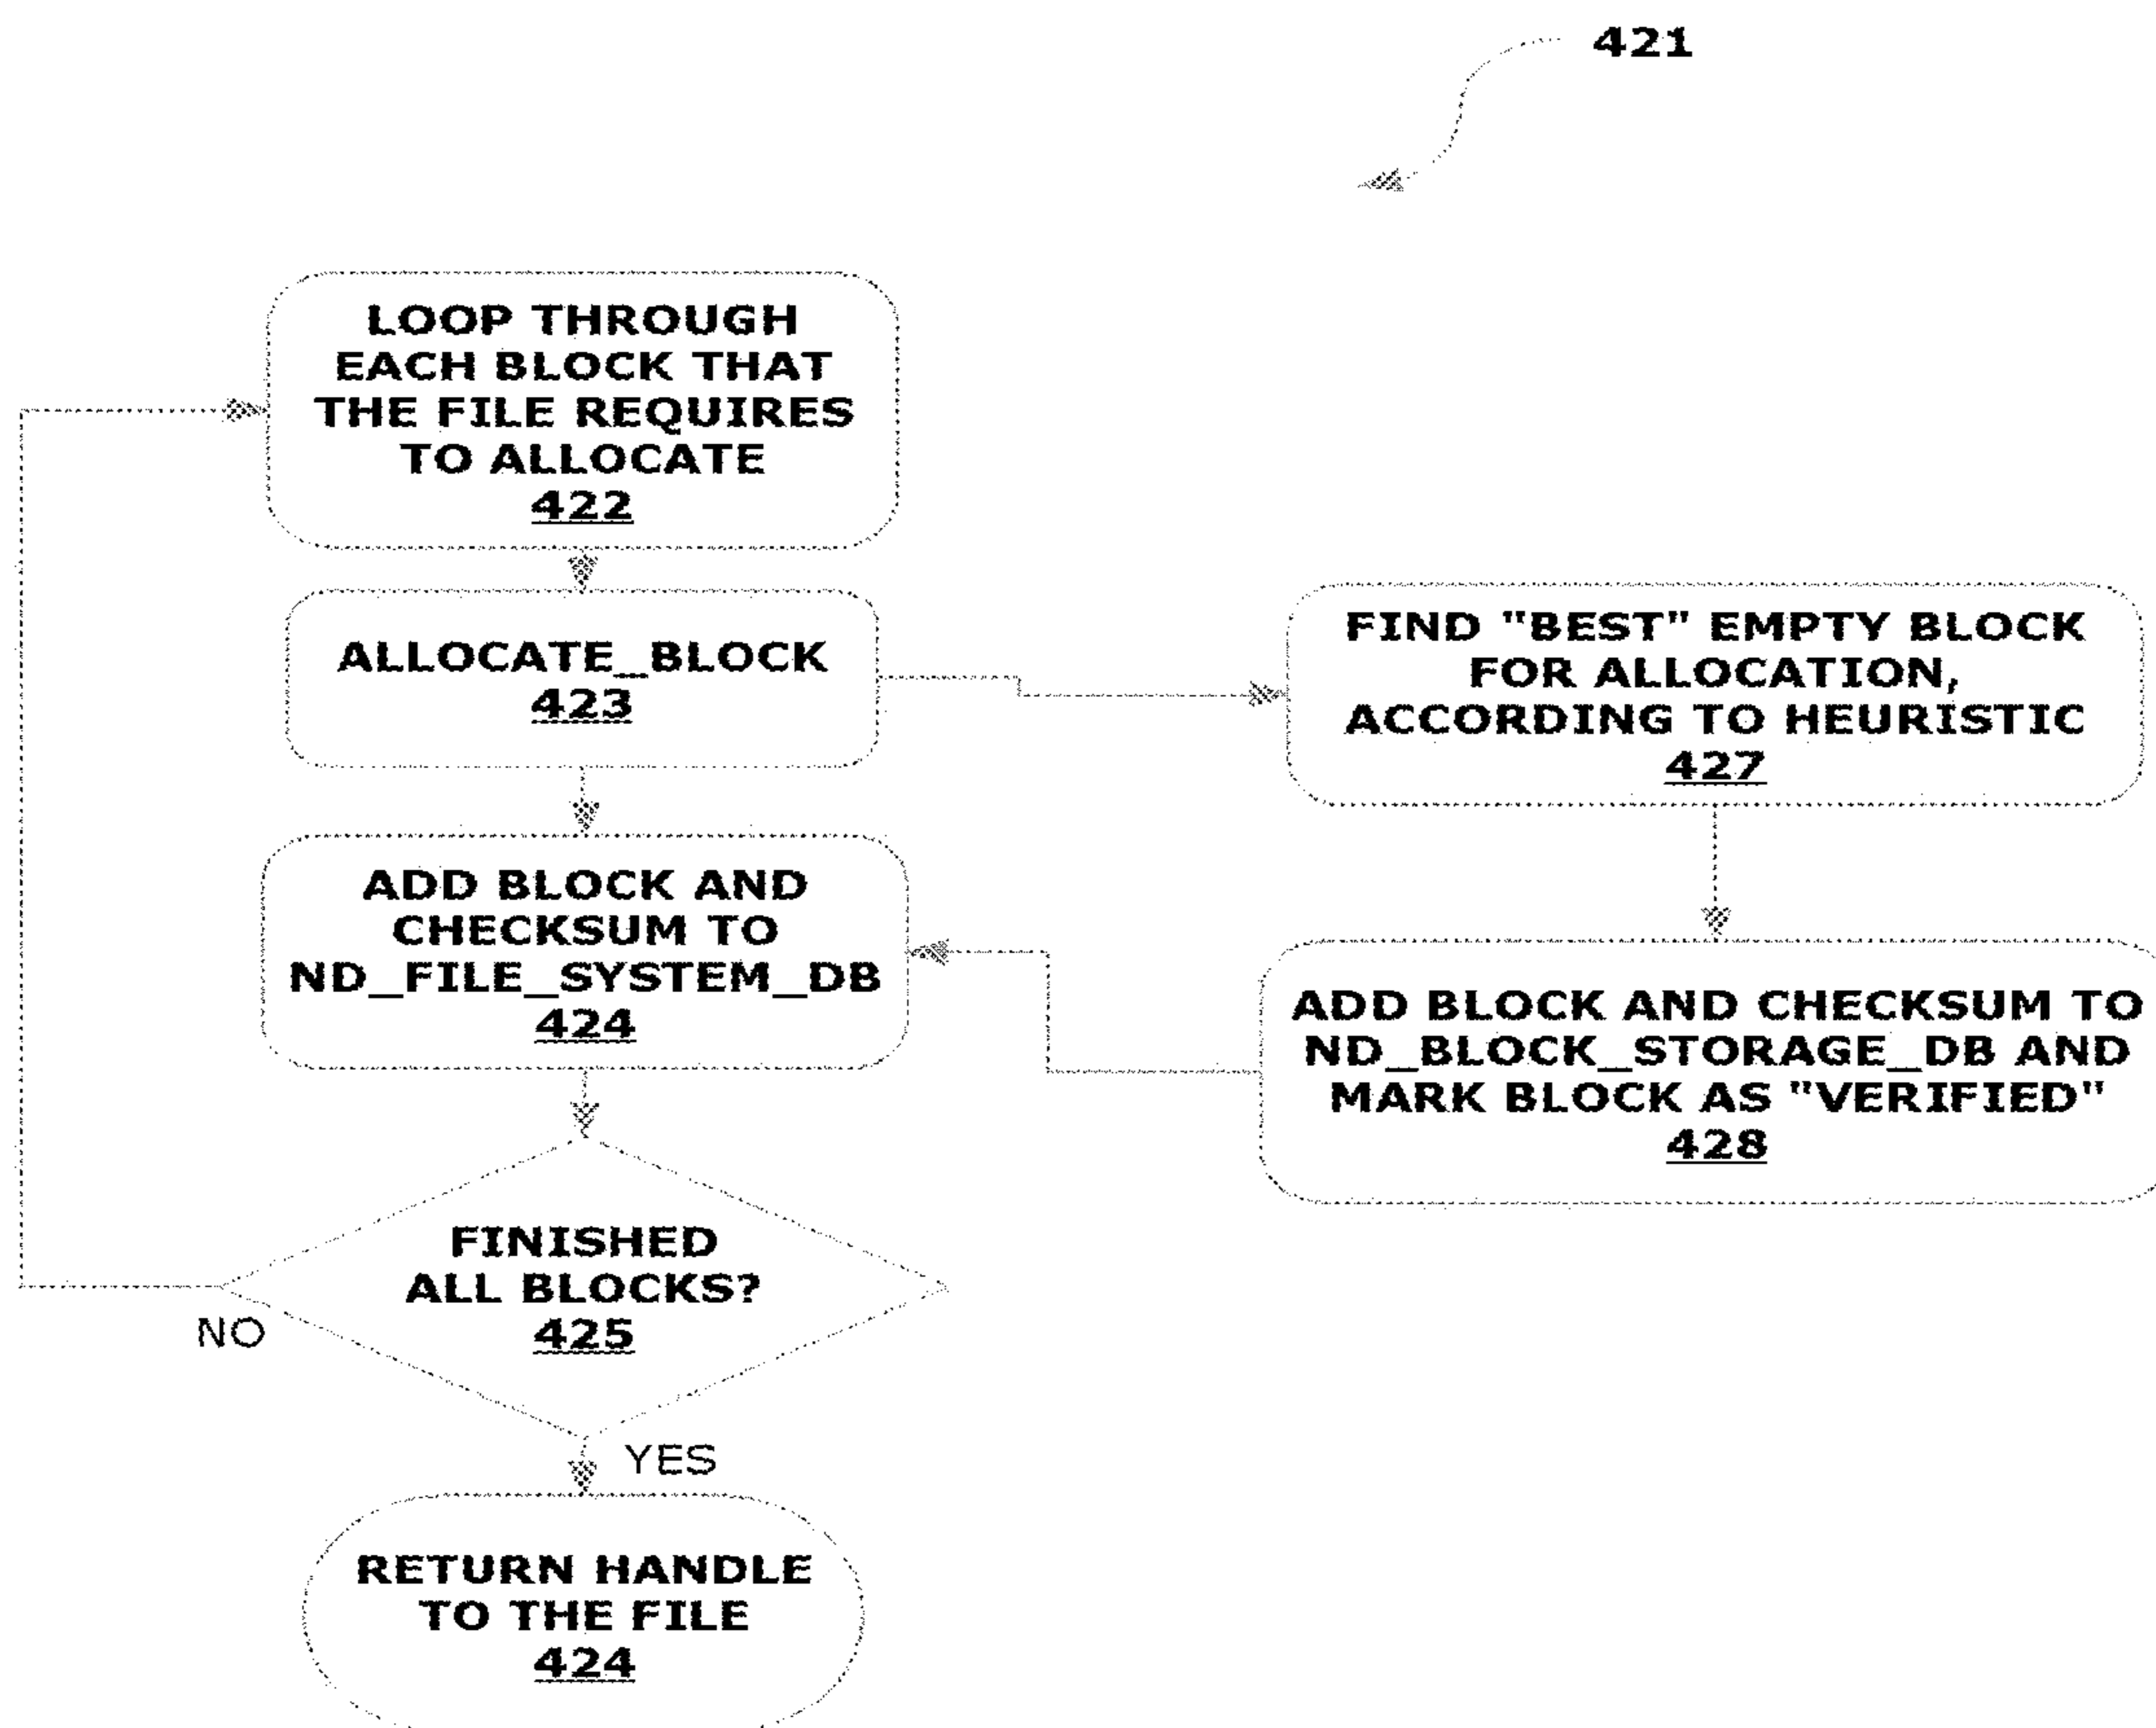 421
LOOP THROUGH
EACH BLOCK THAT
THE FILE REQUIRES
TO ALLOCATE
422
ALLOCATE_BLOCK
423
FIND "BEST" EMPTY BLOCK
FOR ALLOCATION,
ACCORDING TO HEURISTIC
427
ADD BLOCK AND
CHECKSUM TO
ND_FILE_SYSTEM_DB
424
ADD BLOCK AND CHECKSUM TO
ND_BLOCK_STORAGE_DB AND
MARK BLOCK AS "VERIFIED"
428
FINISHED
ALL BLOCKS?
425
NO
YES
RETURN HANDLE
TO THE FILE
424